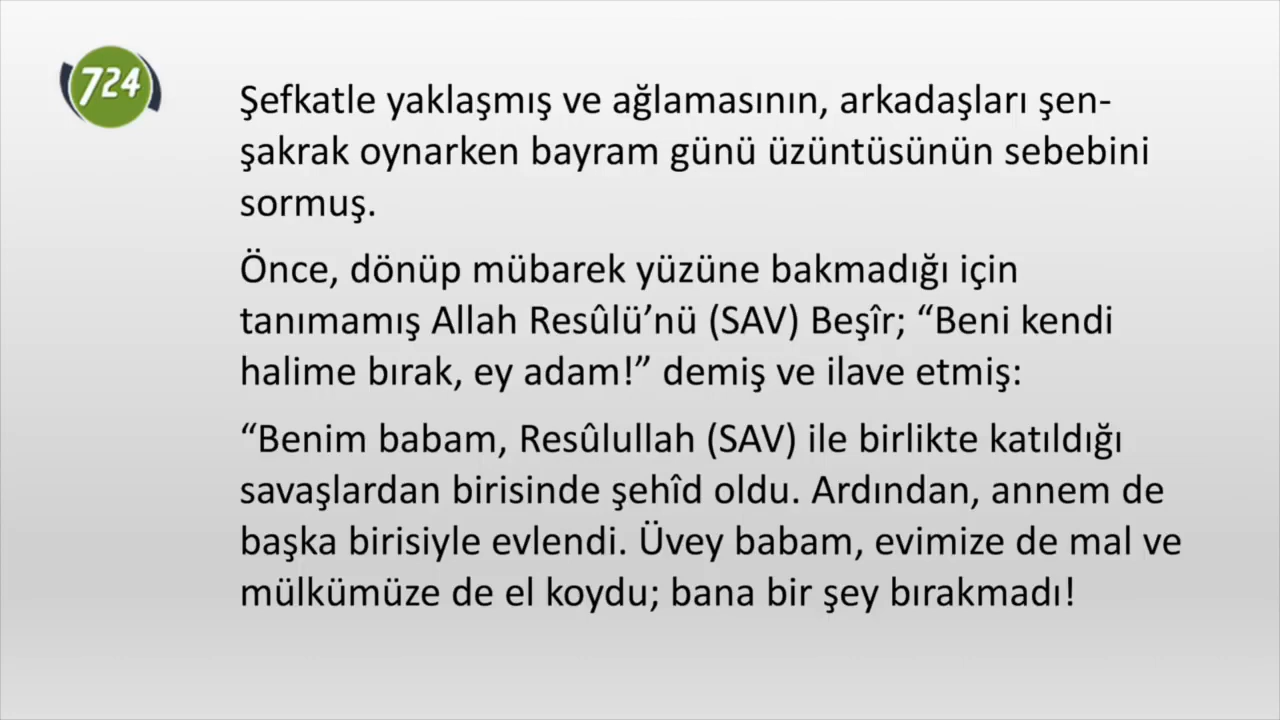 724
Şefkatle yaklaşmış ve ağlamasının, arkadaşları şen-
şakrak oynarken bayram günü üzüntüsünün sebebini
sormuş.
Önce, dönüp mübarek yüzüne bakmadığı için
tanımamış Allah Resûlü’nü (SAV) Beşîr; “Beni kendi
halime bırak, ey adam!” demiş ve ilave etmiş:
“Benim babam, Resûlullah (SAV) ile birlikte katıldığı
savaşlardan birisinde şehîd oldu. Ardından, annem de
başka birisiyle evlendi. Üvey babam, evimize de mal ve
mülkümüze de el koydu; bana bir şey bırakmadı!